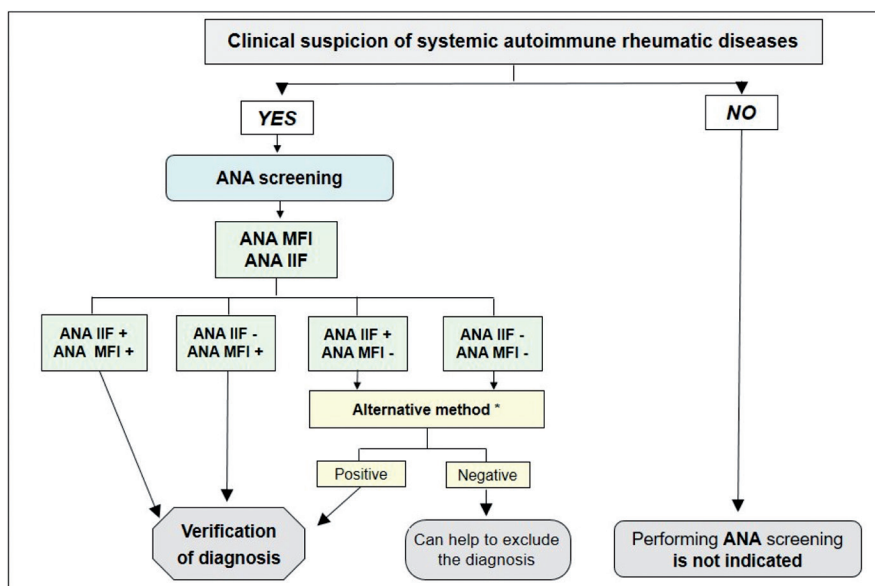 Clinical suspicion of systemic autoimmune rheumatic diseases
YES
NO
ANA screening
ANA MFI
ANA IIF
ANA IIF +
ANA MFI +
ANA IIF -
ANA MFI +
ANA IIF +
ANA MFI -
ANA IIF -
ANA MFI -
Alternative method *
Positive
Negative
Verification
of diagnosis
Can help to exclude
the diagnosis
Performing ANA screening
is not indicated